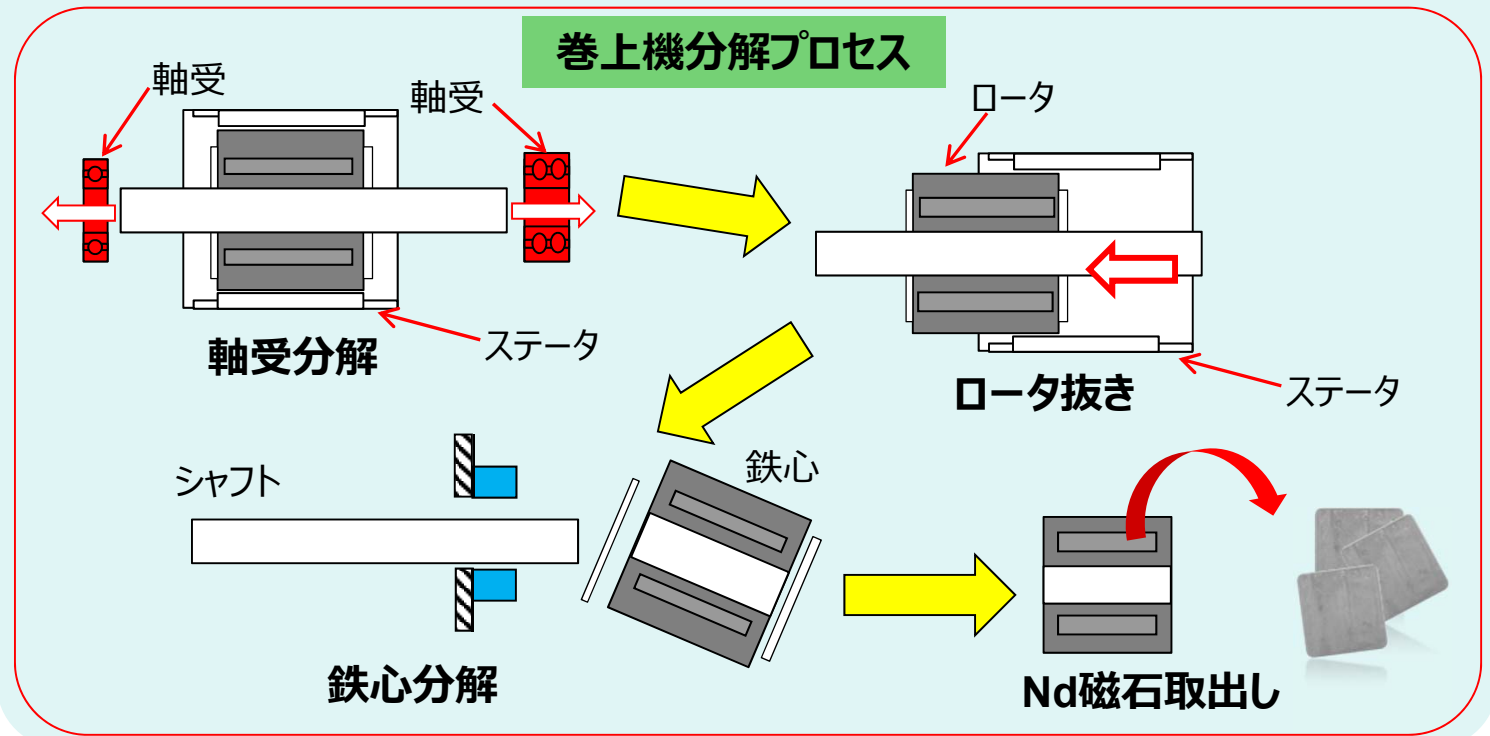 巻上機分解プロセス
軸受
軸受
ステータ
軸受分解
ロータ
ステータ
ロータ抜き
シャフト
鉄心
鉄心分解
Nd磁石取出し